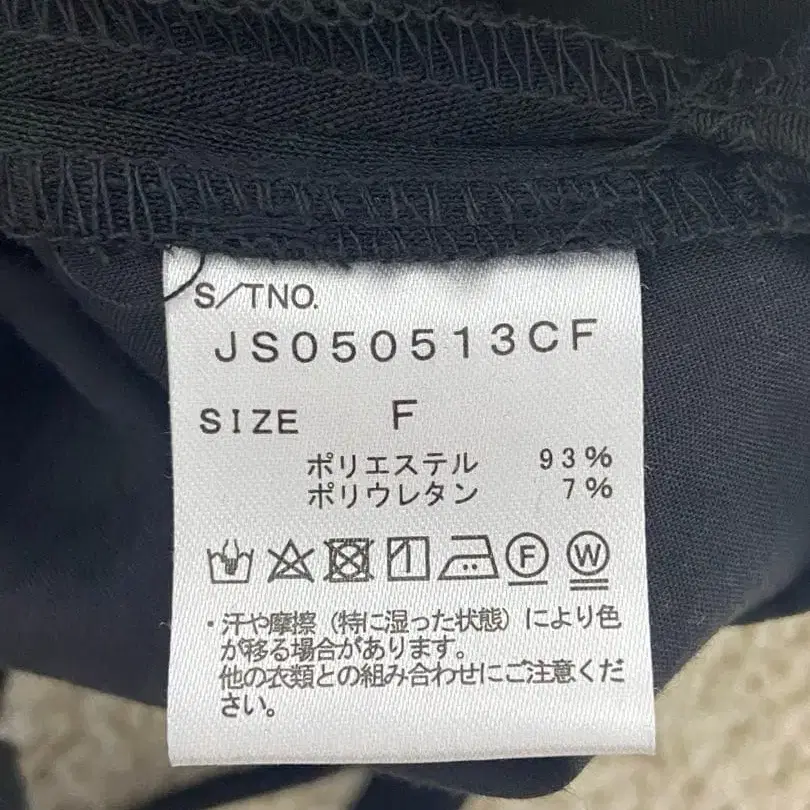 S/TNO.
JS050513CF
SIZE F
ポリエステル 93%
ポリウレタン 7%
F W
・汗や摩擦（特に湿った状態）により色
が移る場合があります。
他の衣類との組み合わせにご注意くだ
さい。